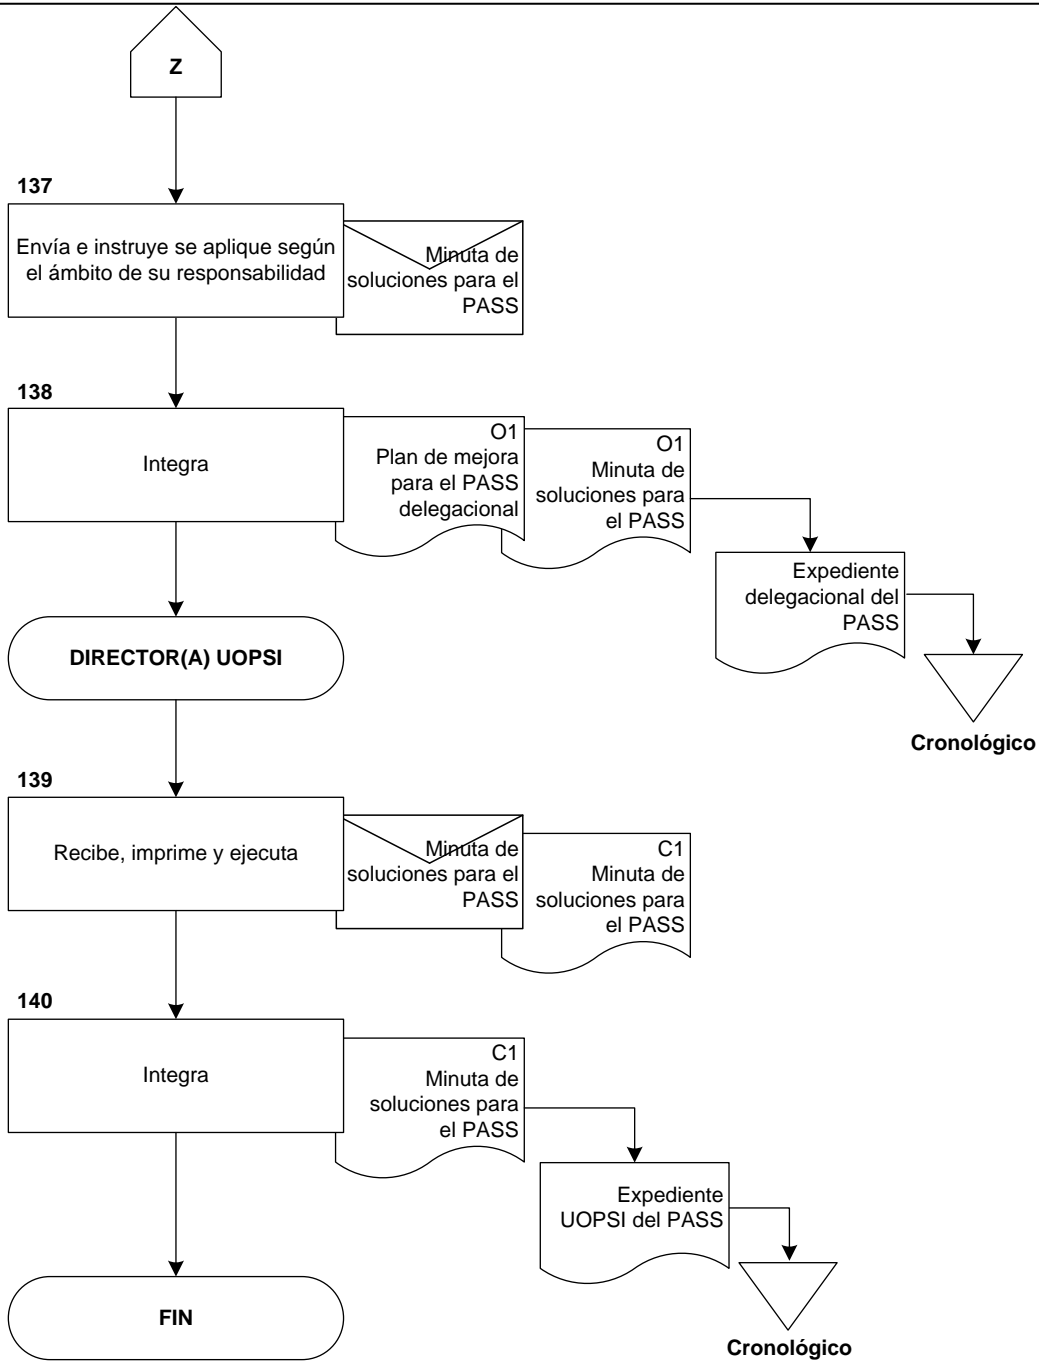 Z
137
Envía e instruye se aplique según
el ámbito de su responsabilidad
Minuta de
soluciones para el
PASS
138
Integra
O1
Plan de mejora
para el PASS
delegacional
O1
Minuta de
soluciones para
el PASS
Expediente
delegacional del
PASS
Cronológico
DIRECTOR(A) UOPSI
139
Recibe, imprime y ejecuta
Minuta de
soluciones para el
PASS
C1
Minuta de
soluciones para
el PASS
140
Integra
C1
Minuta de
soluciones para
el PASS
Expediente
UOPSI del PASS
Cronológico
FIN